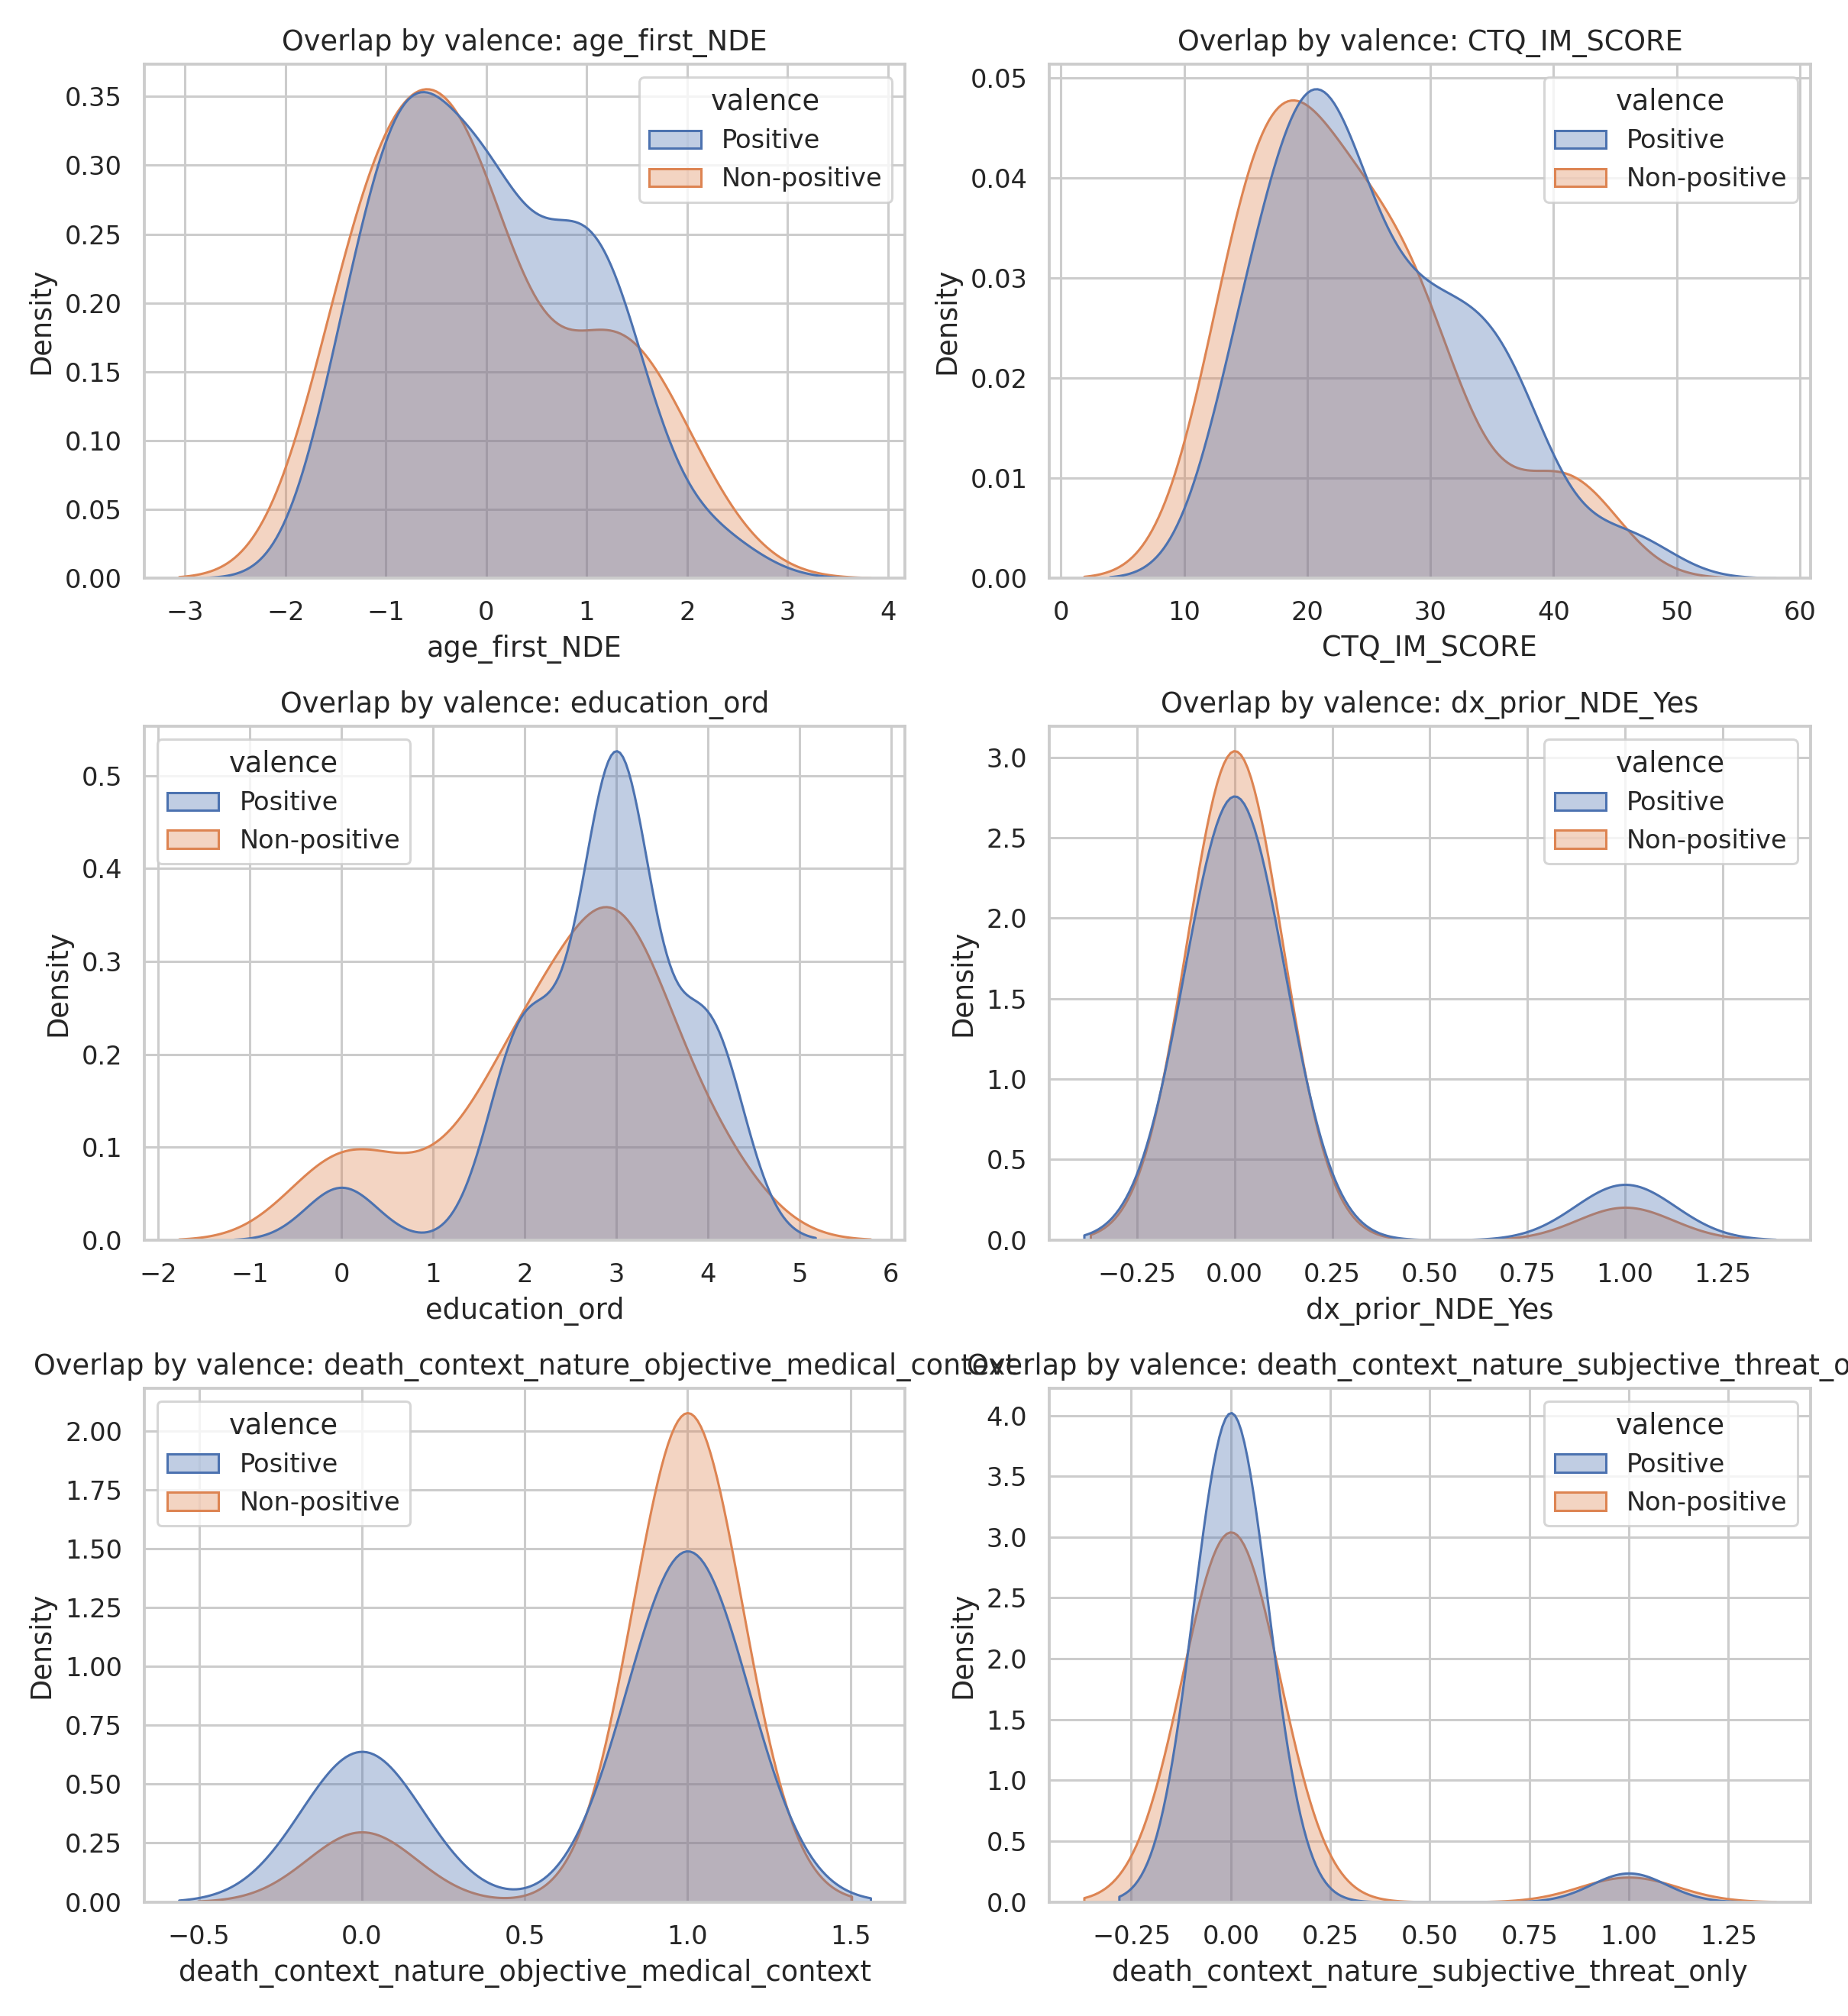 Overlap by valence: age_first_NDE
Density
0.35
0.30
0.25
0.20
0.15
0.10
0.05
0.00
valence
Positive
Non-positive
−3 −2 −1 0 1 2 3 4
age_first_NDE
Overlap by valence: CTQ_IM_SCORE
Density
0.05
0.04
0.03
0.02
0.01
0.00
valence
Positive
Non-positive
0 10 20 30 40 50 60
CTQ_IM_SCORE
Overlap by valence: education_ord
Density
0.5
0.4
0.3
0.2
0.1
0.0
valence
Positive
Non-positive
−2 −1 0 1 2 3 4 5 6
education_ord
Overlap by valence: dx_prior_NDE_Yes
Density
3.0
2.5
2.0
1.5
1.0
0.5
0.0
valence
Positive
Non-positive
−0.25 0.00 0.25 0.50 0.75 1.00 1.25
dx_prior_NDE_Yes
Overlap by valence: death_context_nature_objective_medical_context
Density
2.00
1.75
1.50
1.25
1.00
0.75
0.50
0.25
0.00
valence
Positive
Non-positive
−0.5 0.0 0.5 1.0 1.5
death_context_nature_objective_medical_context
Overlap by valence: death_context_nature_subjective_threat_o
Density
4.0
3.5
3.0
2.5
2.0
1.5
1.0
0.5
0.0
valence
Positive
Non-positive
−0.25 0.00 0.25 0.50 0.75 1.00 1.25
death_context_nature_subjective_threat_only